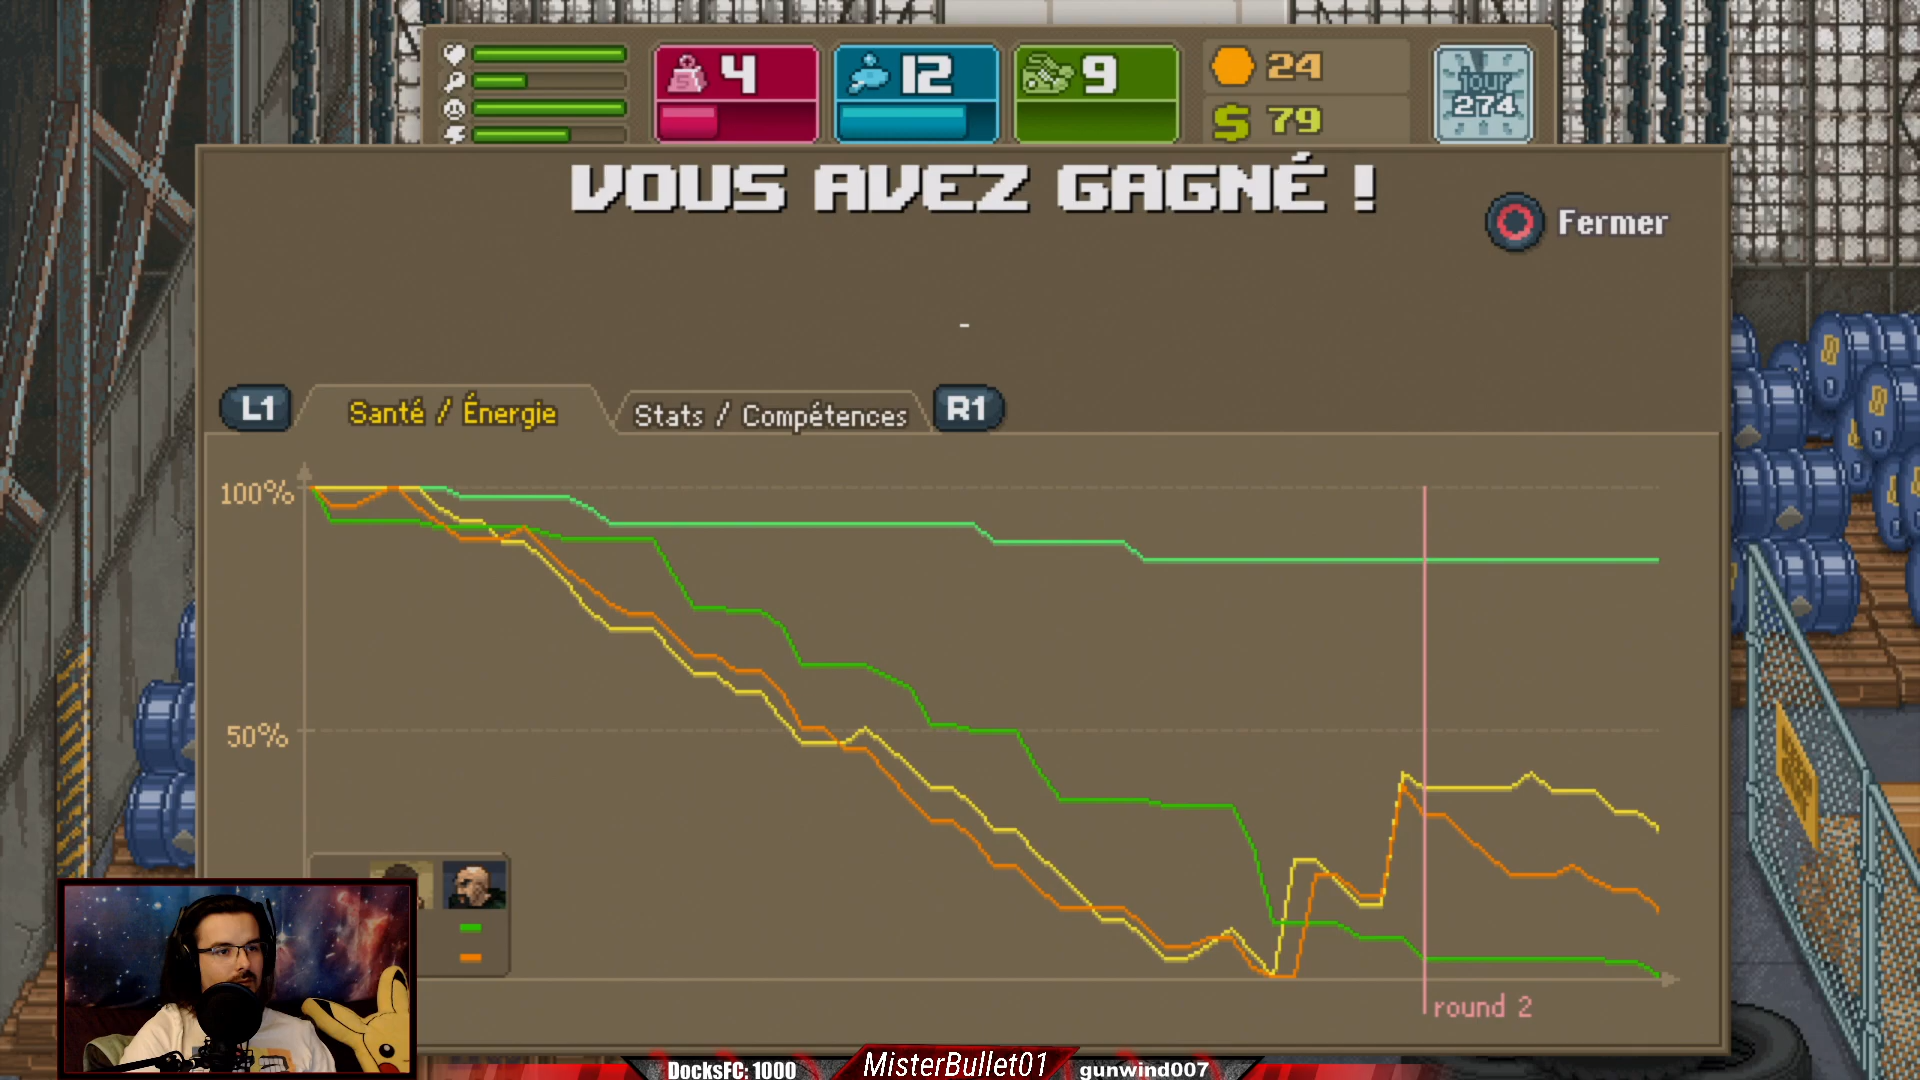 4
12
9
24
$ 79
jour
274
VOUS AVEZ GAGNÉ !
Fermer
-
L1
Santé / Énergie
Stats / Compétences
R1
100%
50%
round 2
DocksFC: 1000
MisterBullet01
gunwind007